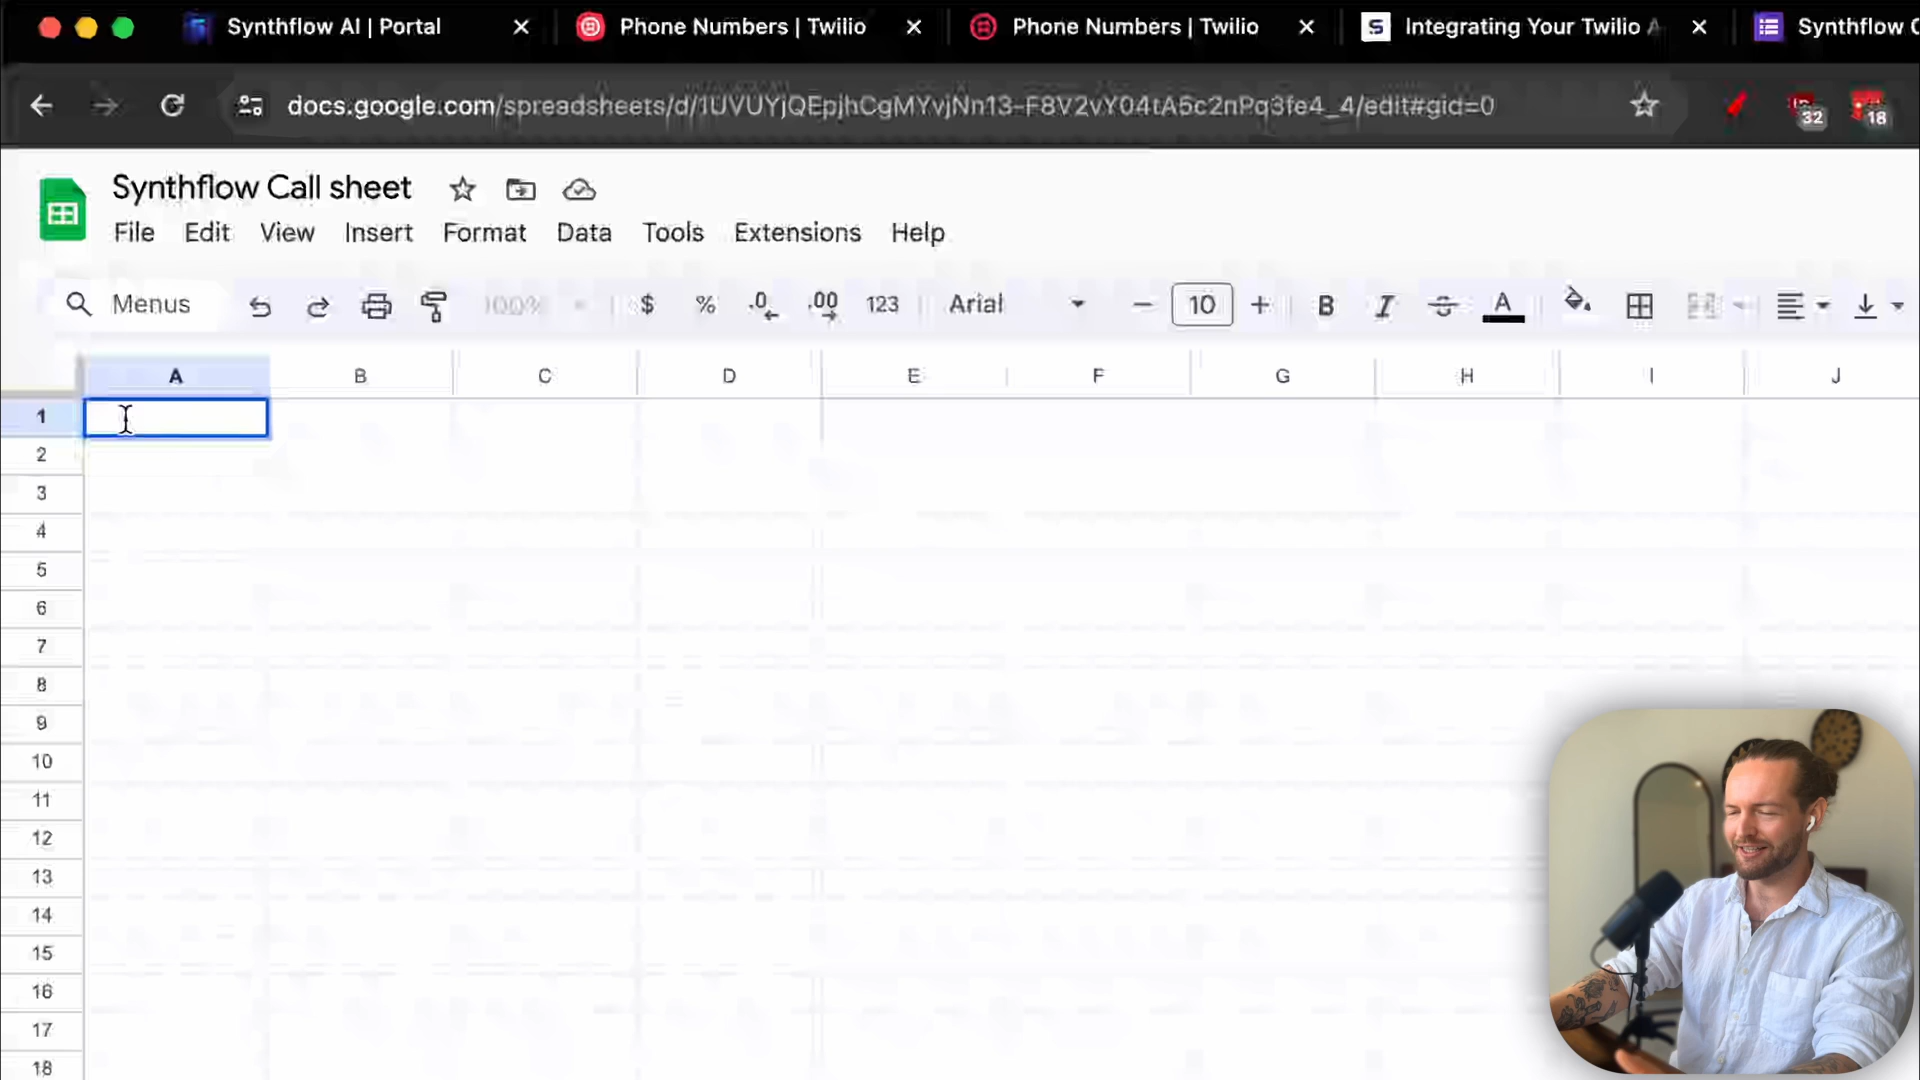 Synthflow AI | Portal
Phone Numbers | Twilio
Phone Numbers | Twilio
Integrating Your Twilio A
Synthflow C
docs.google.com/spreadsheets/d/1UVUYjQEpjhCgMYvjNn13-F8V2vY04tA5c2nPq3fe4_4/edit#gid=0
32
18
Synthflow Call sheet
File Edit View Insert Format Data Tools Extensions Help
Menus 100% $ % .0 .00 123 Arial 10 B I S A
A B C D E F G H I J
1
2
3
4
5
6
7
8
9
10
11
12
13
14
15
16
17
18